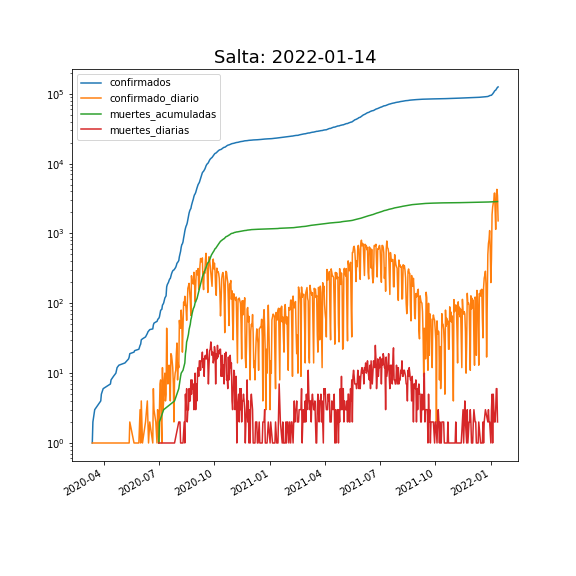 Salta: 2022-01-14
confirmados
confirmado_diario
muertes_acumuladas
muertes_diarias
10⁵
10⁴
10³
10²
10¹
10⁰
2020-04
2020-07
2020-10
2021-01
2021-04
2021-07
2021-10
2022-01